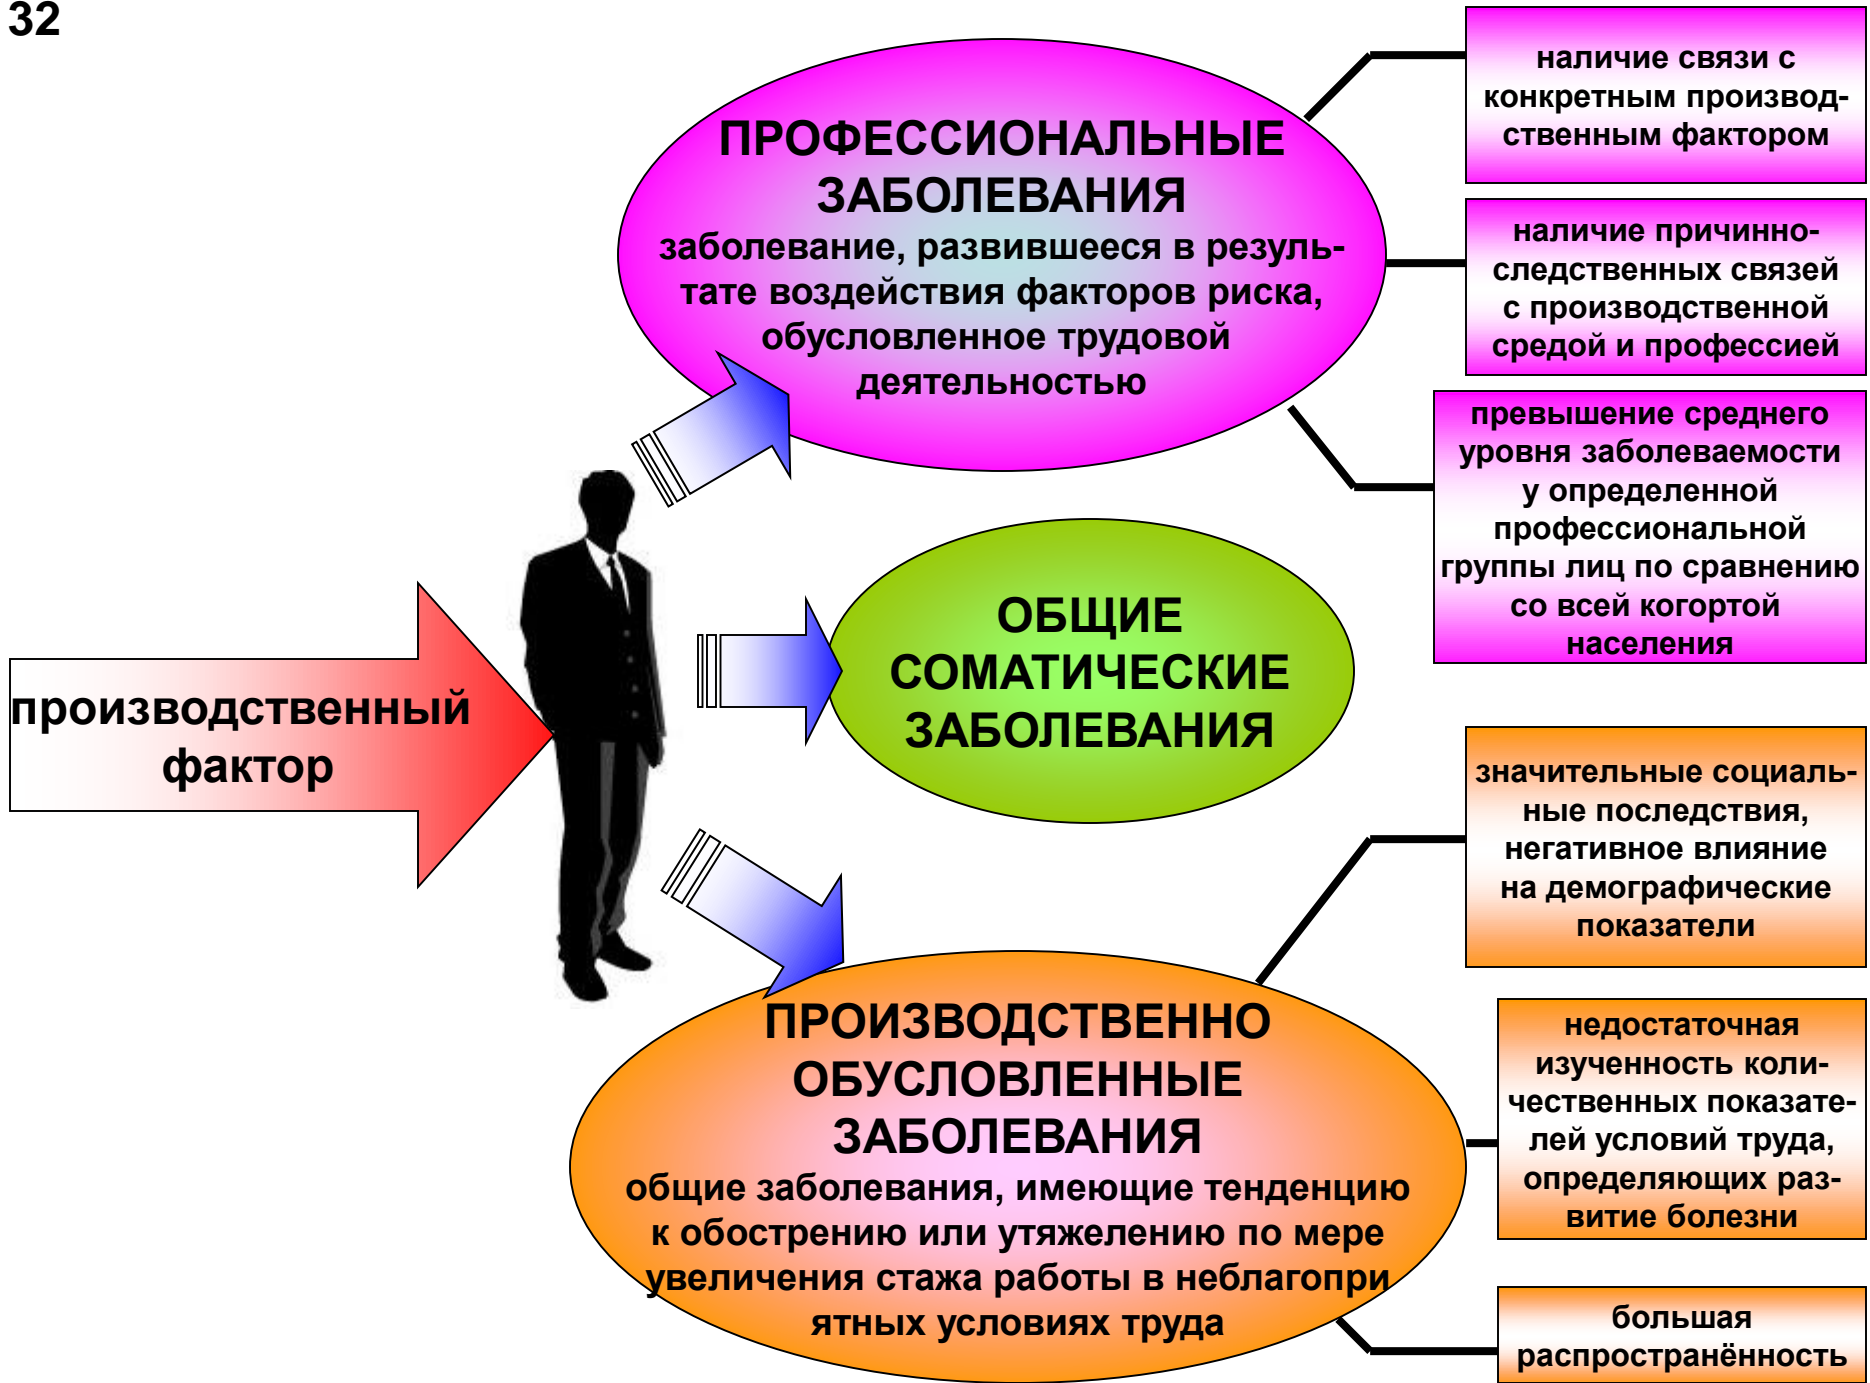 32
ПРОФЕССИОНАЛЬНЫЕ
ЗАБОЛЕВАНИЯ
заболевание, развившееся в резуль-
тате воздействия факторов риска,
обусловленное трудовой
деятельностью
наличие связи с
конкретным производ-
ственным фактором
наличие причинно-
следственных связей
с производственной
средой и профессией
превышение среднего
уровня заболеваемости
у определенной
профессиональной
группы лиц по сравнению
со всей когортой
населения
производственный
фактор
ОБЩИЕ
СОМАТИЧЕСКИЕ
ЗАБОЛЕВАНИЯ
ПРОИЗВОДСТВЕННО
ОБУСЛОВЛЕННЫЕ
ЗАБОЛЕВАНИЯ
общие заболевания, имеющие тенденцию
к обострению или утяжелению по мере
увеличения стажа работы в неблагопри
ятных условиях труда
значительные социаль-
ные последствия,
негативное влияние
на демографические
показатели
недостаточная
изученность коли-
чественных показате-
лей условий труда,
определяющих раз-
витие болезни
большая
распространённость